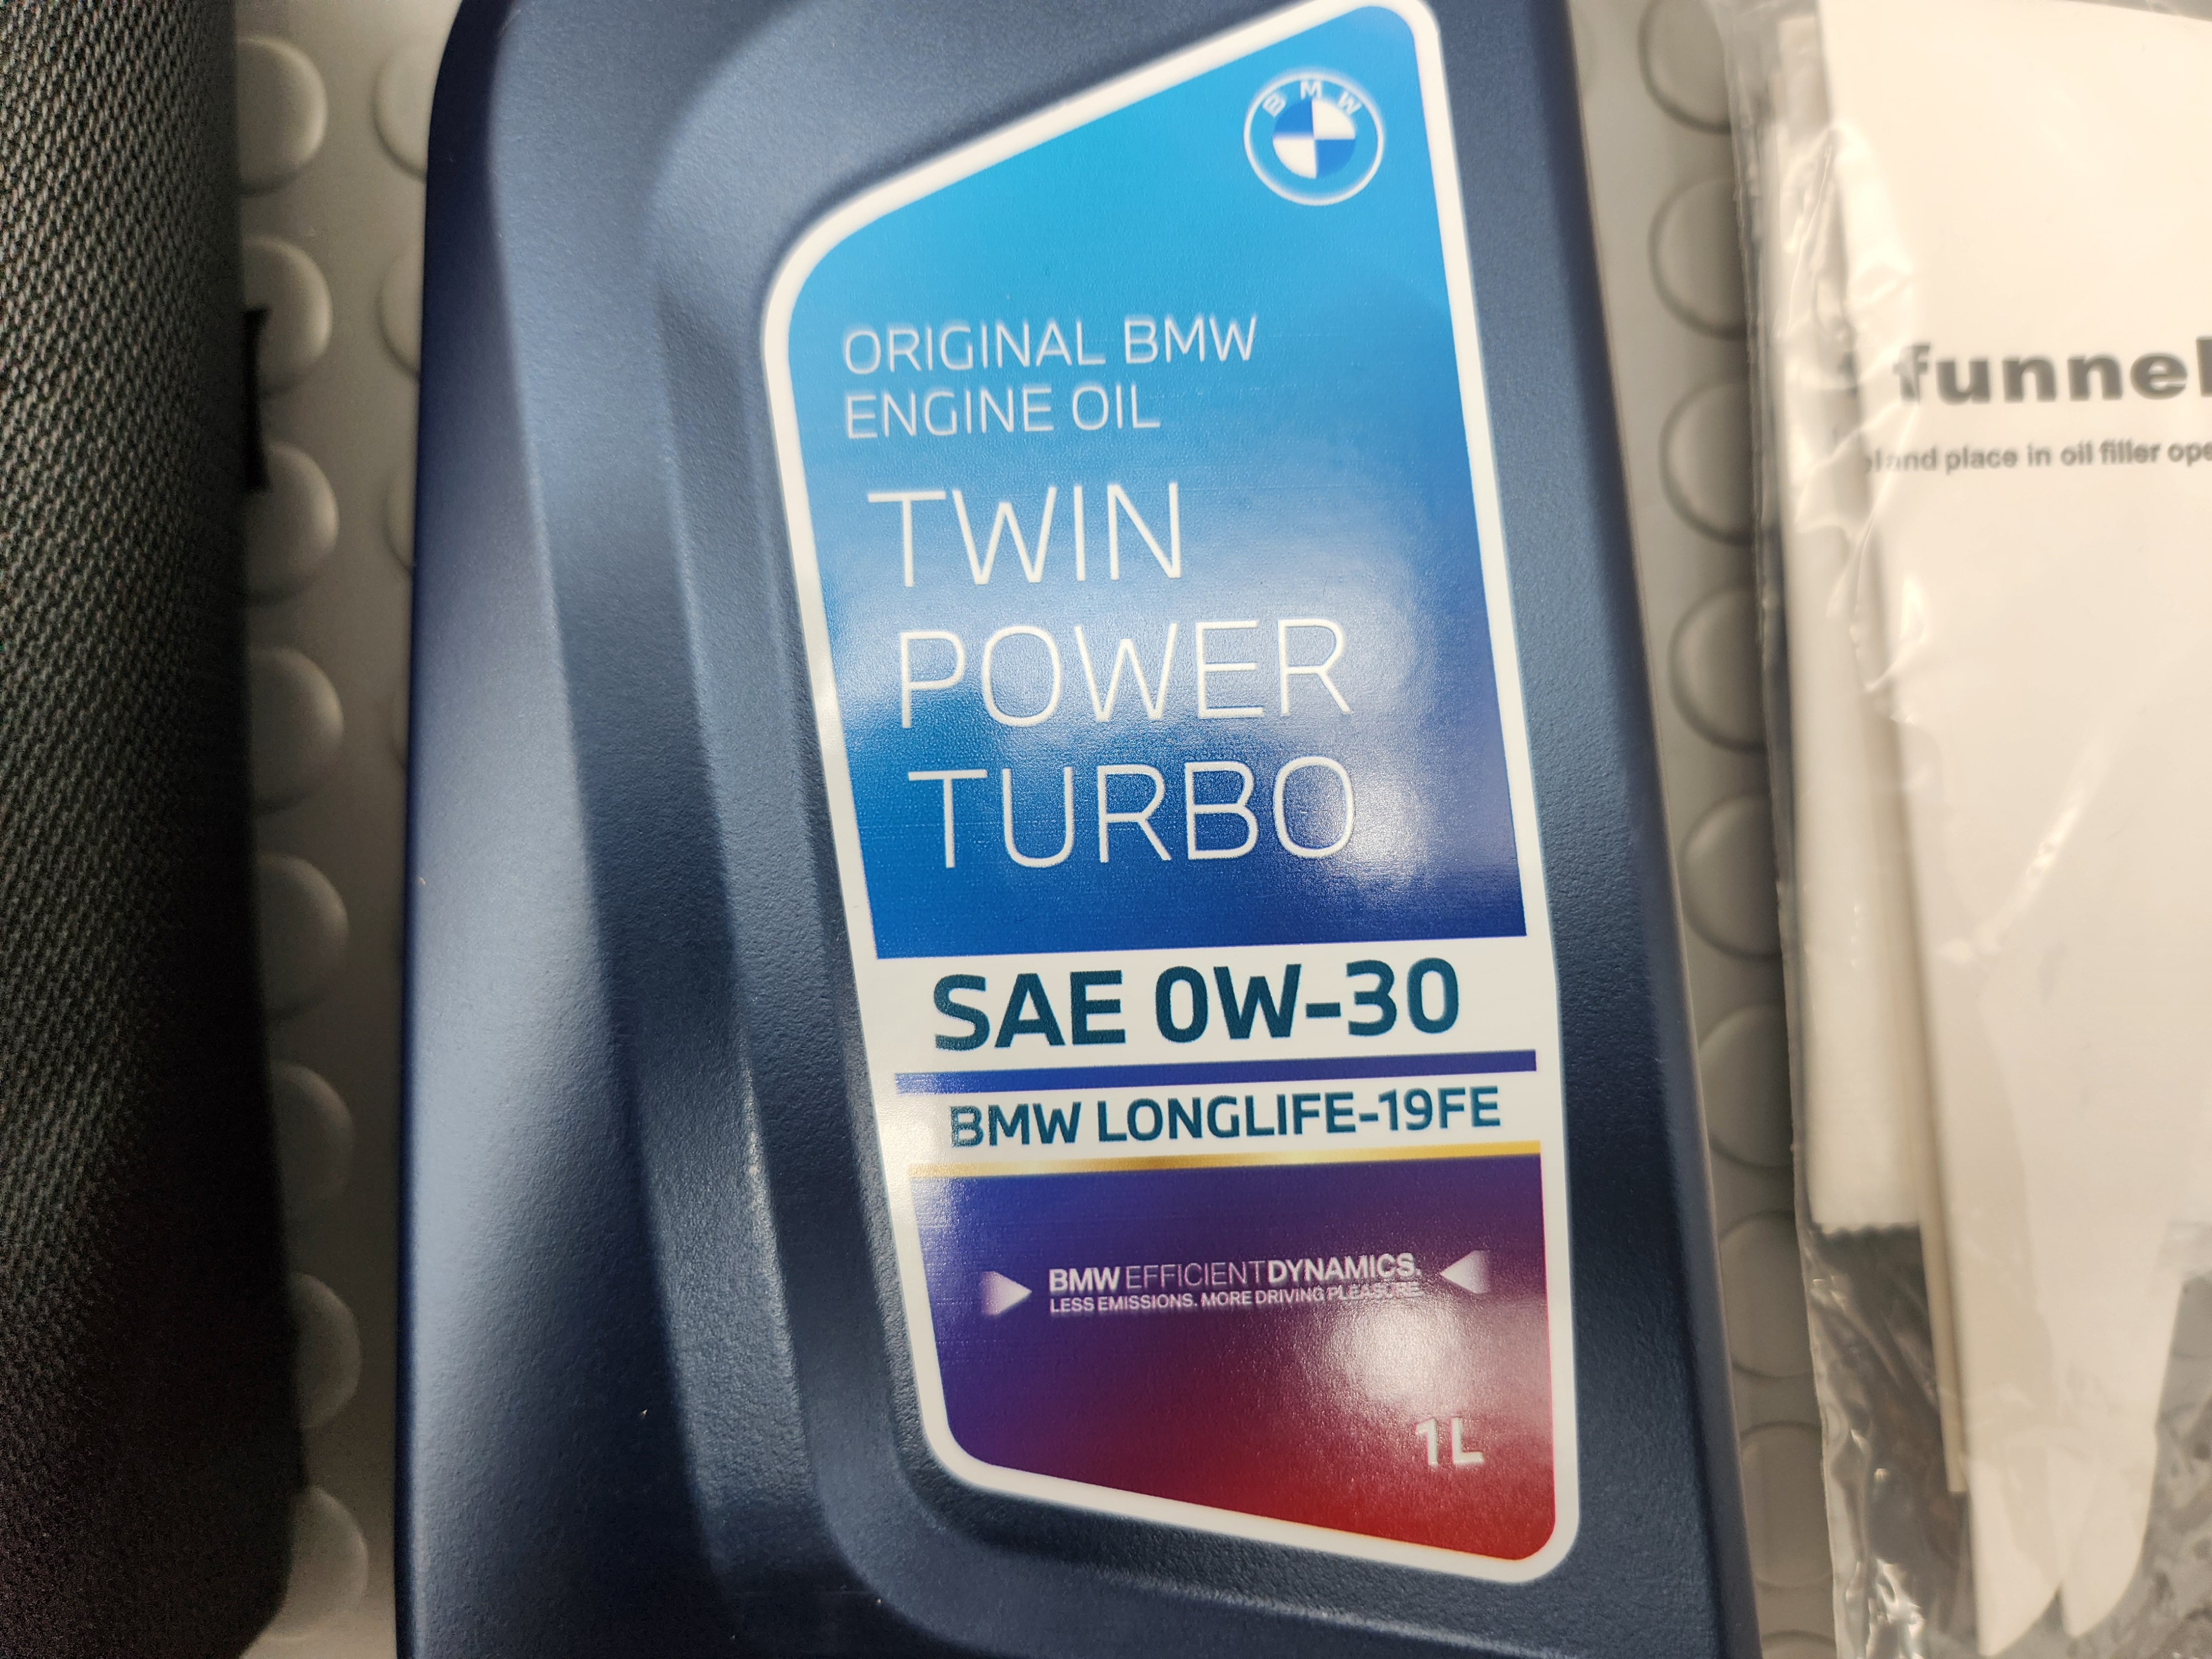 BMW
ORIGINAL BMW
ENGINE OIL
TWIN
POWER
TURBO
SAE 0W-30
BMW LONGLIFE-19FE
BMW EFFICIENTDYNAMICS.
LESS EMISSIONS. MORE DRIVING PLEASURE.
1L
funnel
and place in oil filler